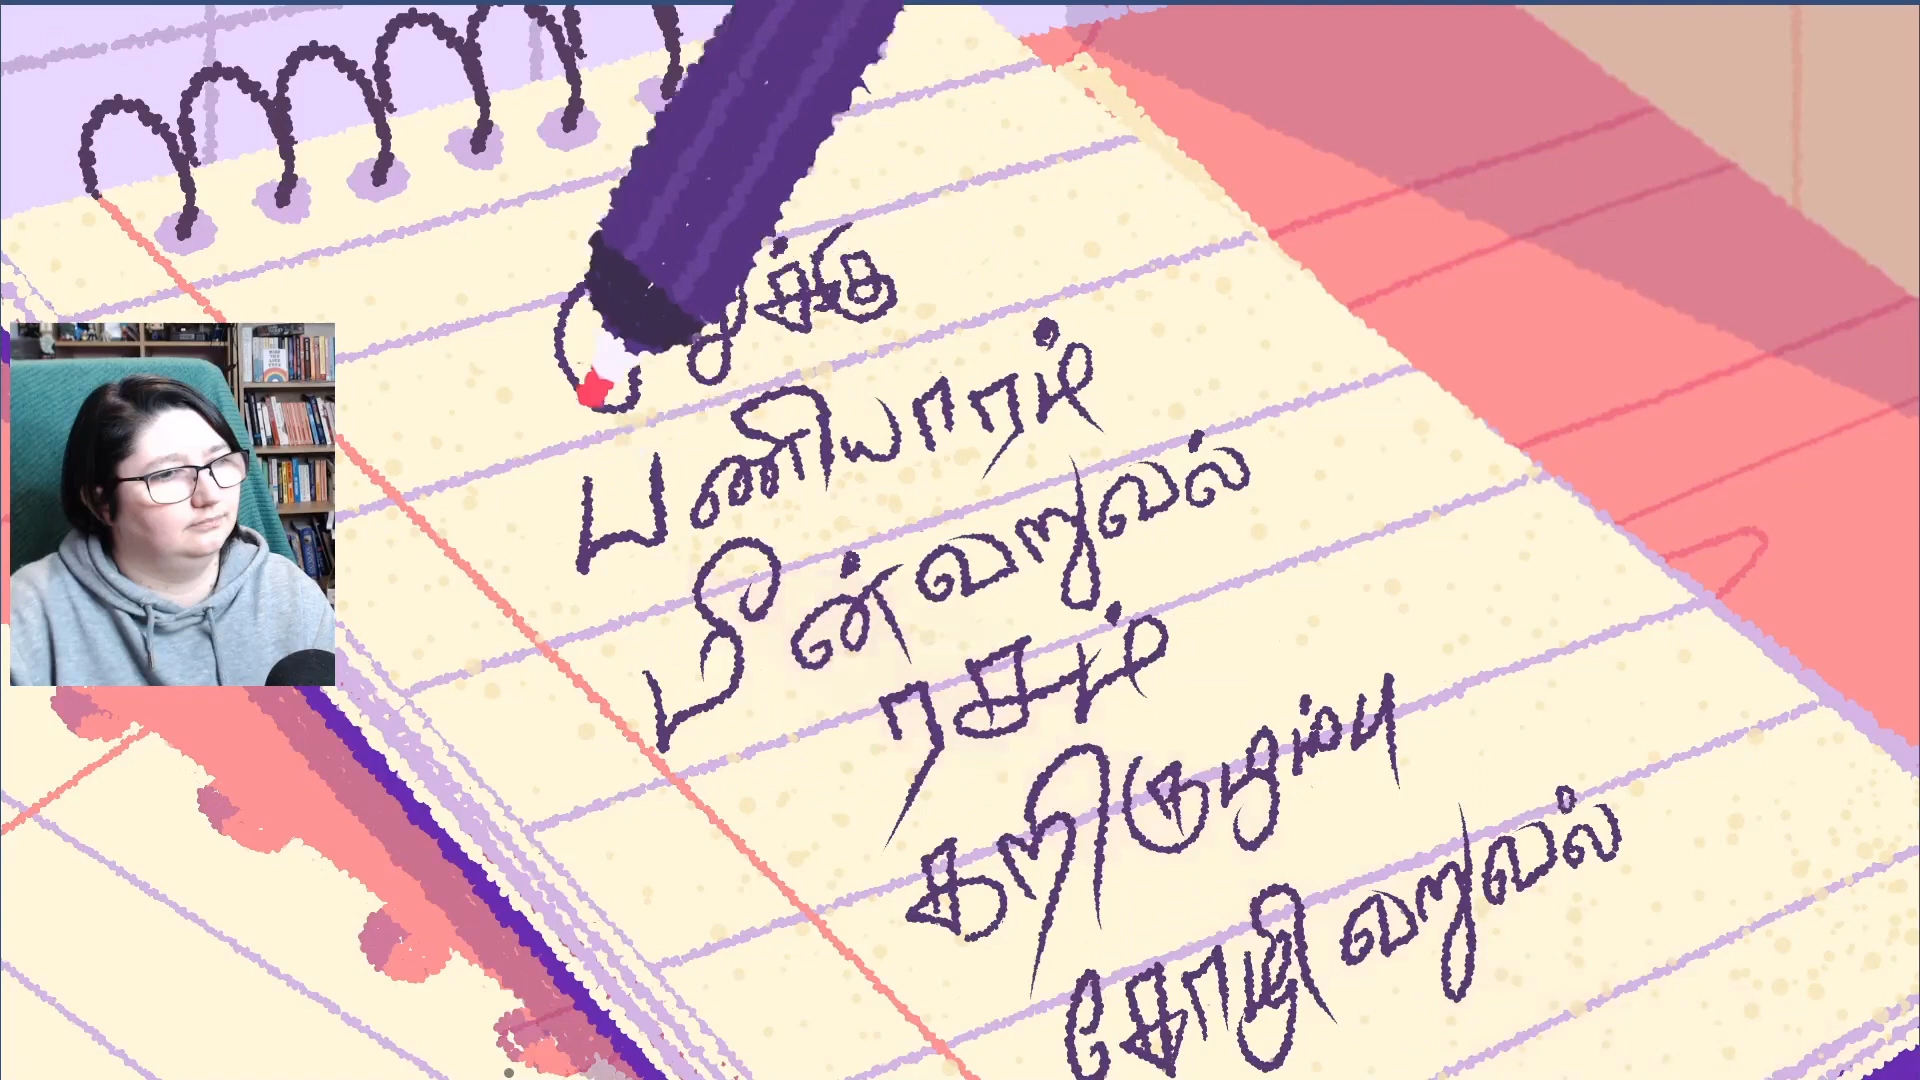 பணியாரம்
மீன் வறுவல்
ரசம்
கறிகுழம்பு
கோழி வறுவல்